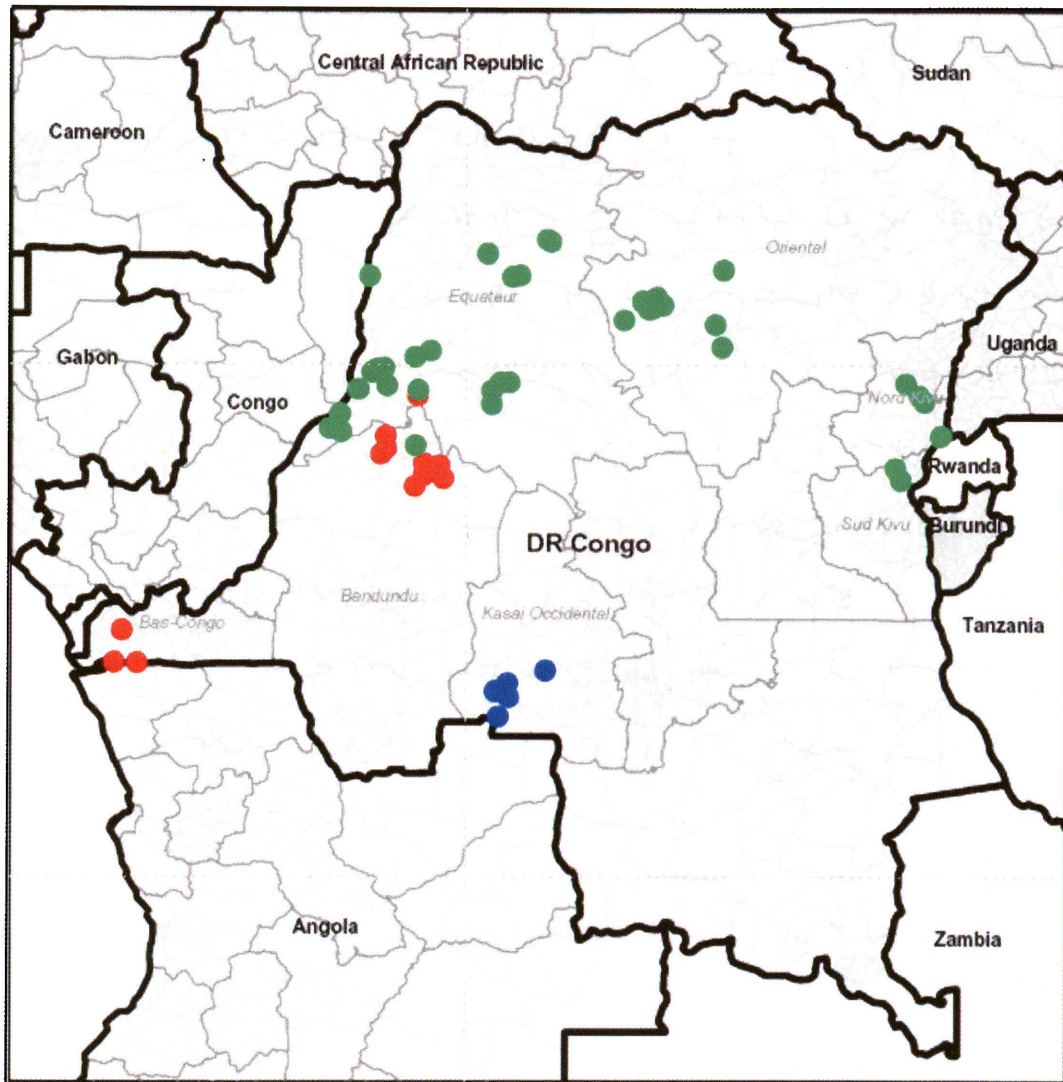 Central African Republic
Sudan
Cameroon
Oriental
Equateur
Uganda
Gabon
Nord Kivu
Congo
Rwanda
Sud Kivu
Burundi
DR Congo
Bandundu
Kasai Occidental
Bas-Congo
Tanzania
Angola
Zambia